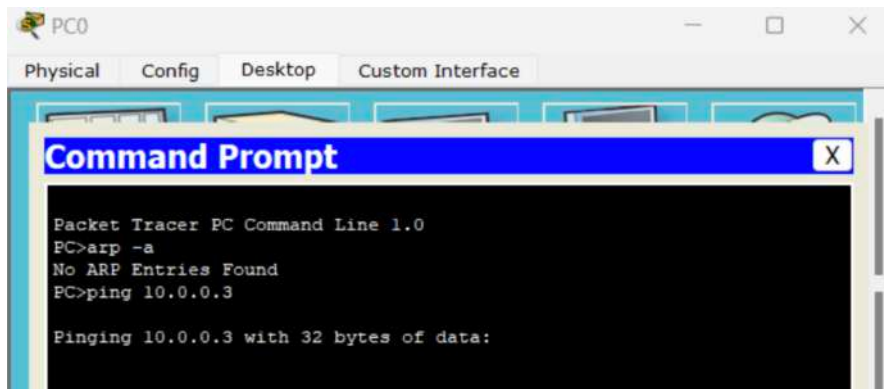 PC0
Physical Config Desktop Custom Interface
Command Prompt
X
Packet Tracer PC Command Line 1.0
PC>arp -a
No ARP Entries Found
PC>ping 10.0.0.3
Pinging 10.0.0.3 with 32 bytes of data: